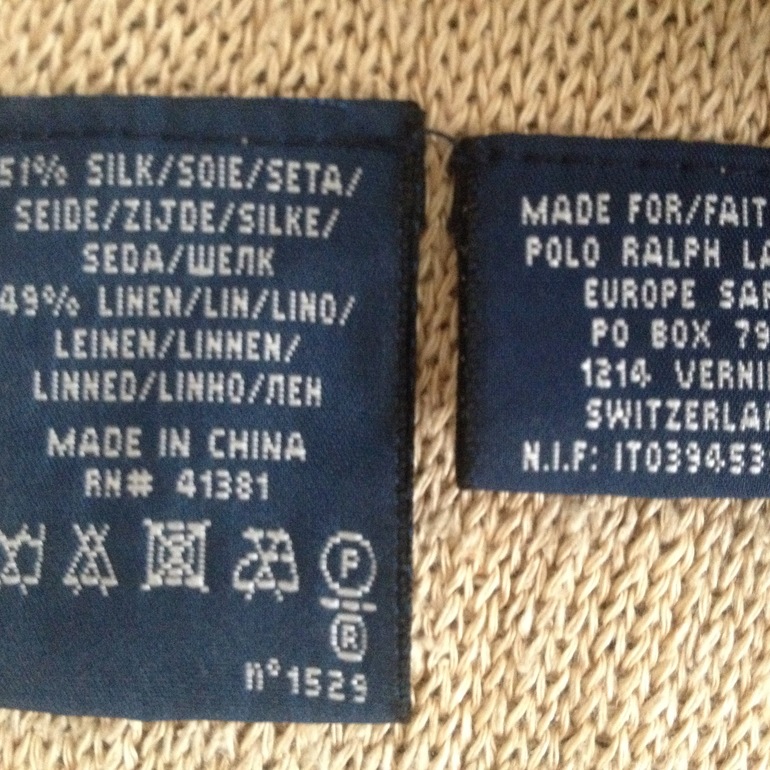 51% SILK/SOIE/SETA/
SEIDE/ZIJDE/SILKE/
SEDA/ШЕЛК
49% LINEN/LIN/LINO/
LEINEN/LINNEN/
LINNED/LINHO/ЛЕН
MADE IN CHINA
RN# 41381
P
R
n°1529
MADE FOR/FAIT
POLO RALPH LA
EUROPE SAR
PO BOX 79
1214 VERNI
SWITZERLA
N.I.F: IT039453